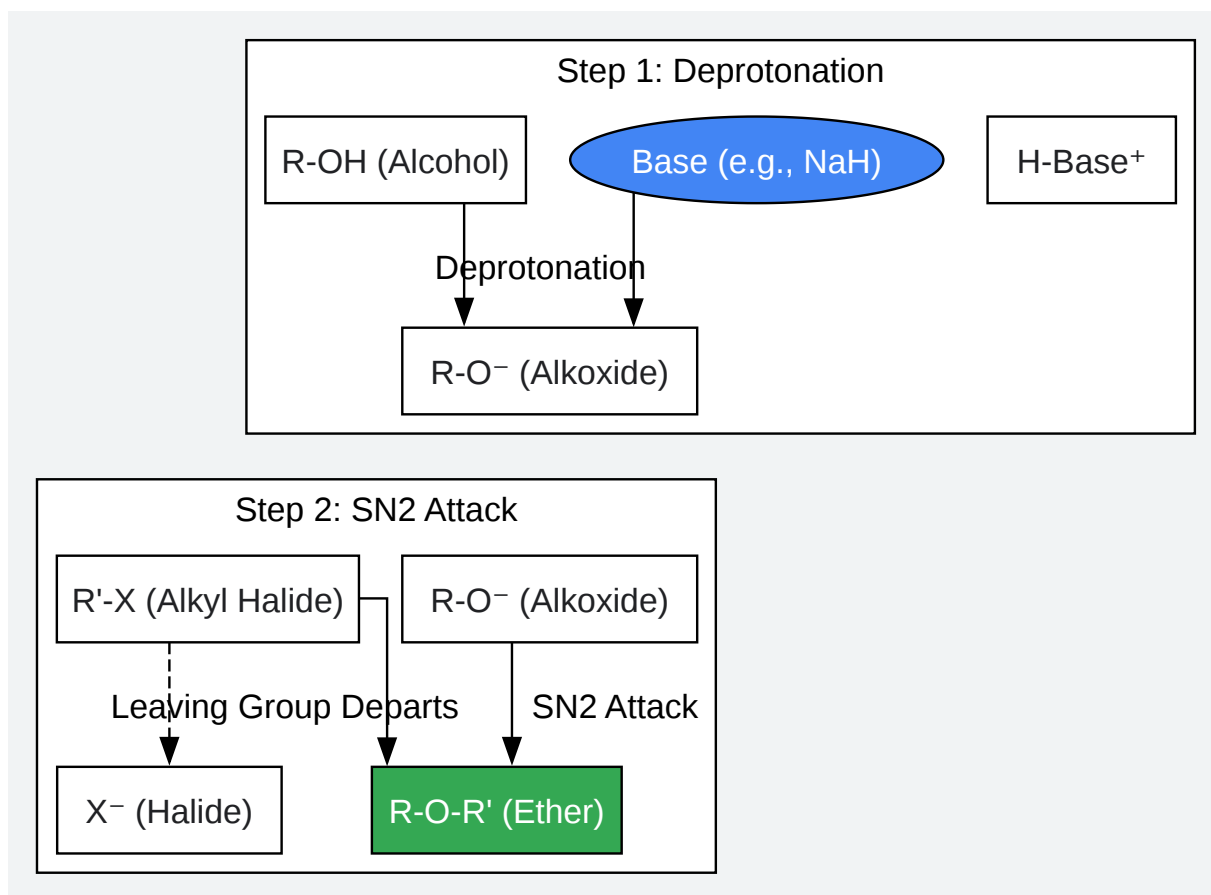 Step 1: Deprotonation
R-OH (Alcohol)
Base (e.g., NaH)
H-Base⁺
Deprotonation
R-O⁻ (Alkoxide)
Step 2: SN2 Attack
R'-X (Alkyl Halide)
R-O⁻ (Alkoxide)
Leaving Group Departs
SN2 Attack
X⁻ (Halide)
R-O-R' (Ether)